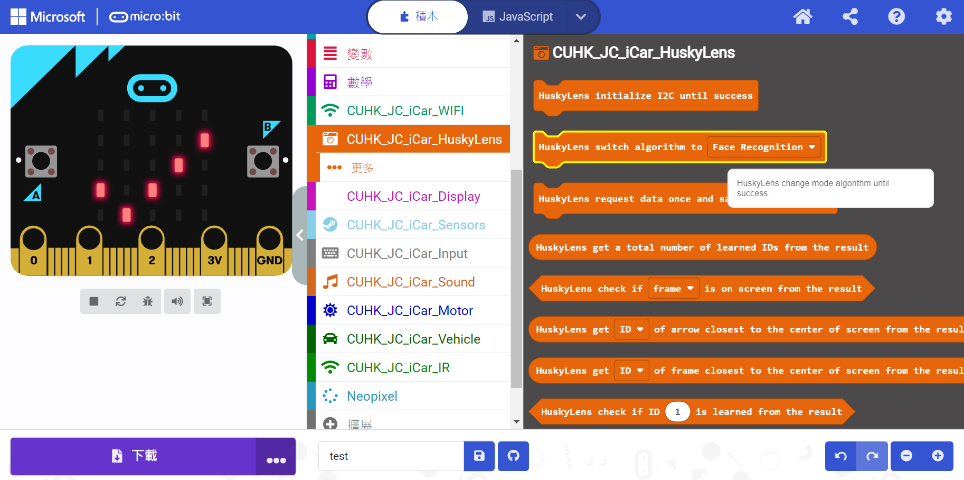 Microsoft
micro:bit
積木
JavaScript
變數
數學
CUHK_JC_iCar_WIFI
CUHK_JC_iCar_HuskyLens
更多
CUHK_JC_iCar_Display
CUHK_JC_iCar_Sensors
CUHK_JC_iCar_Input
CUHK_JC_iCar_Sound
CUHK_JC_iCar_Motor
CUHK_JC_iCar_Vehicle
CUHK_JC_iCar_IR
Neopixel
擴展
CUHK_JC_iCar_HuskyLens
HuskyLens initialize I2C until success
HuskyLens switch algorithm to Face Recognition
HuskyLens change mode algonthm until
success
HuskyLens request data once and sa
HuskyLens get a total number of learned IDs from the result
HuskyLens check if frame is on screen from the result
HuskyLens get ID of arrow closest to the center of screen from the resul
HuskyLens get ID of frame closest to the center of screen from the resul
HuskyLens check if ID 1 is learned from the result
A
B
0
1
2
3V
GND
下載
test